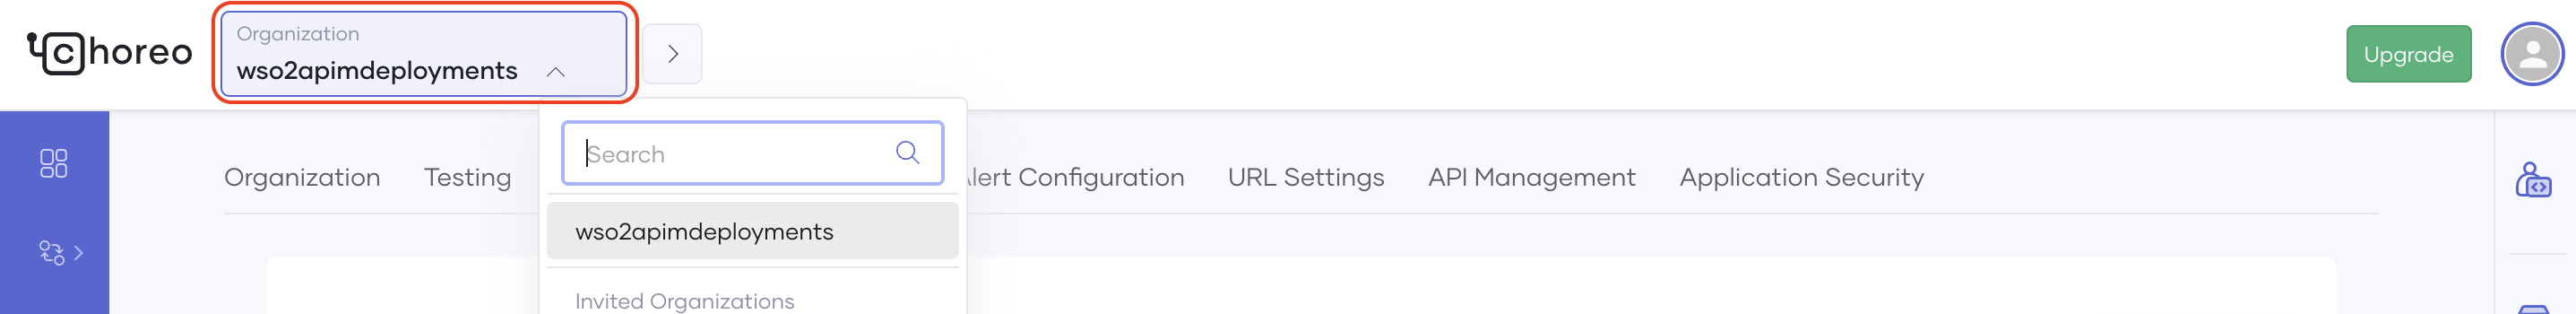 choreo
Organization
wso2apimdeployments
Upgrade
Search
Organization Testing lert Configuration URL Settings API Management Application Security
wso2apimdeployments
Invited Organizations